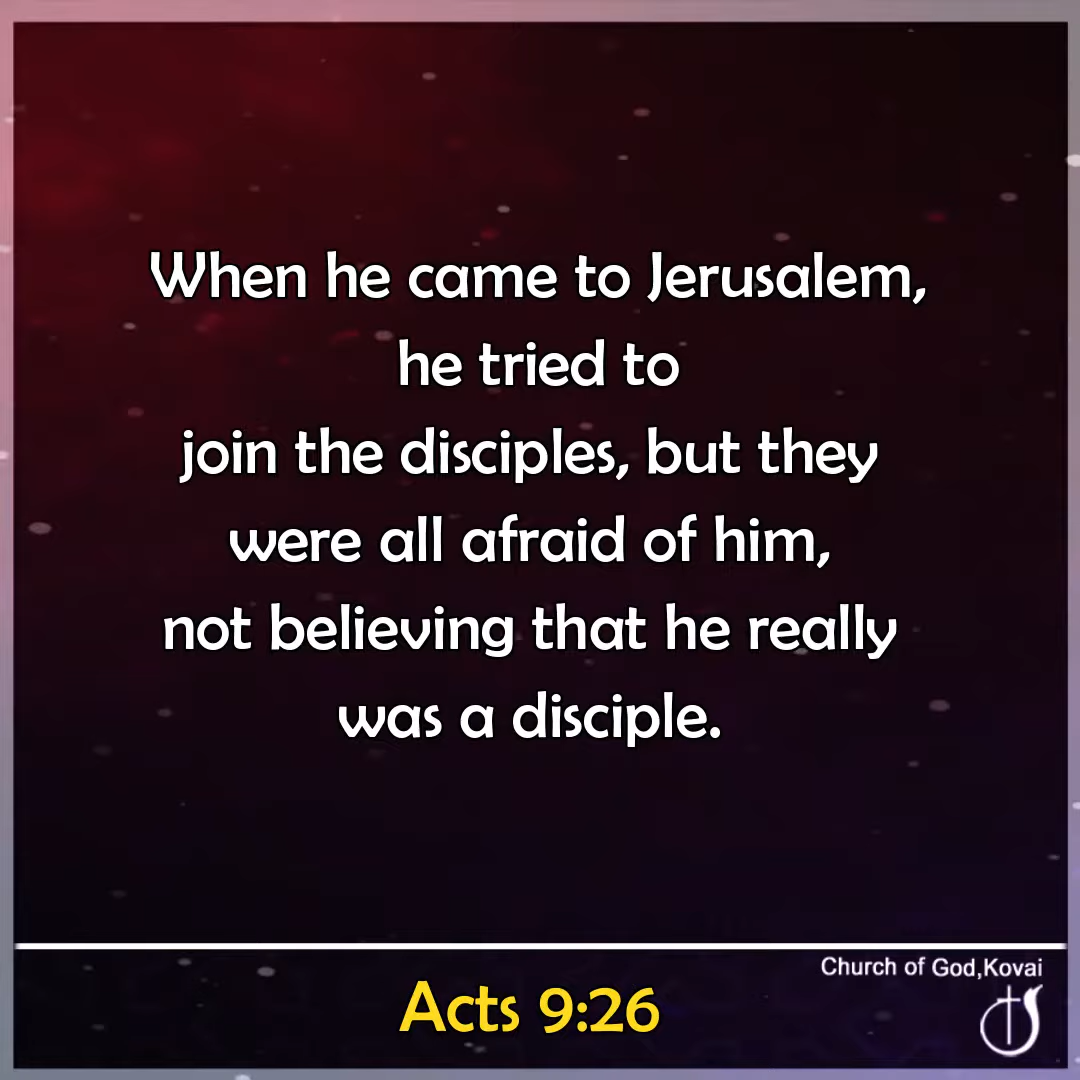 When he came to Jerusalem,
he tried to
join the disciples, but they
were all afraid of him,
not believing that he really
was a disciple.
Church of God,Kovai
Acts 9:26